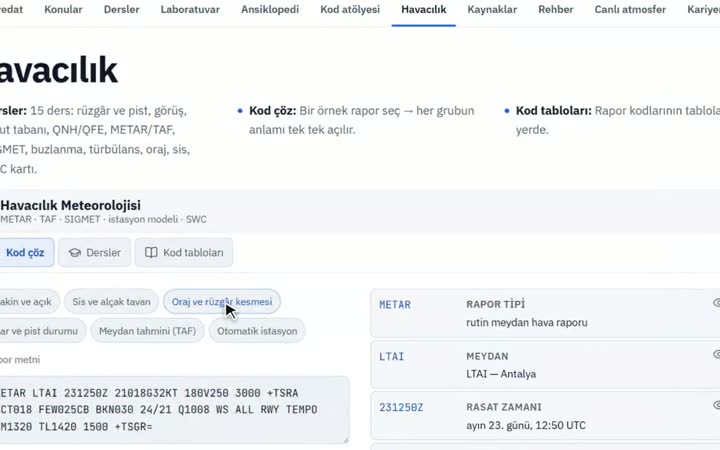 redat Konular Dersler Laboratuvar Ansiklopedi Kod atölyesi Havacılık Kaynaklar Rehber Canlı atmosfer Kariyer
avacılık
rsler: 15 ders: rüzgâr ve pist, görüş,
ut tabanı, QNH/QFE, METAR/TAF,
GMET, buzlanma, türbülans, oraj, sis,
C kartı.
Kod çöz: Bir örnek rapor seç → her grubun
anlamı tek tek açılır.
Kod tabloları: Rapor kodlarının tablola
yerde.
Havacılık Meteorolojisi
METAR · TAF · SIGMET · istasyon modeli · SWC
Kod çöz Dersler Kod tabloları
akin ve açık Sis ve alçak tavan Oraj ve rüzgâr kesmesi
ar ve pist durumu Meydan tahmini (TAF) Otomatik istasyon
por metni
ETAR LTAI 231250Z 21018G32KT 180V250 3000 +TSRA
CT018 FEW025CB BKN030 24/21 Q1008 WS ALL RWY TEMPO
M1320 TL1420 1500 +TSGR=
METAR RAPOR TİPİ
rutin meydan hava raporu
LTAI MEYDAN
LTAI — Antalya
231250Z RASAT ZAMANI
ayın 23. günü, 12:50 UTC